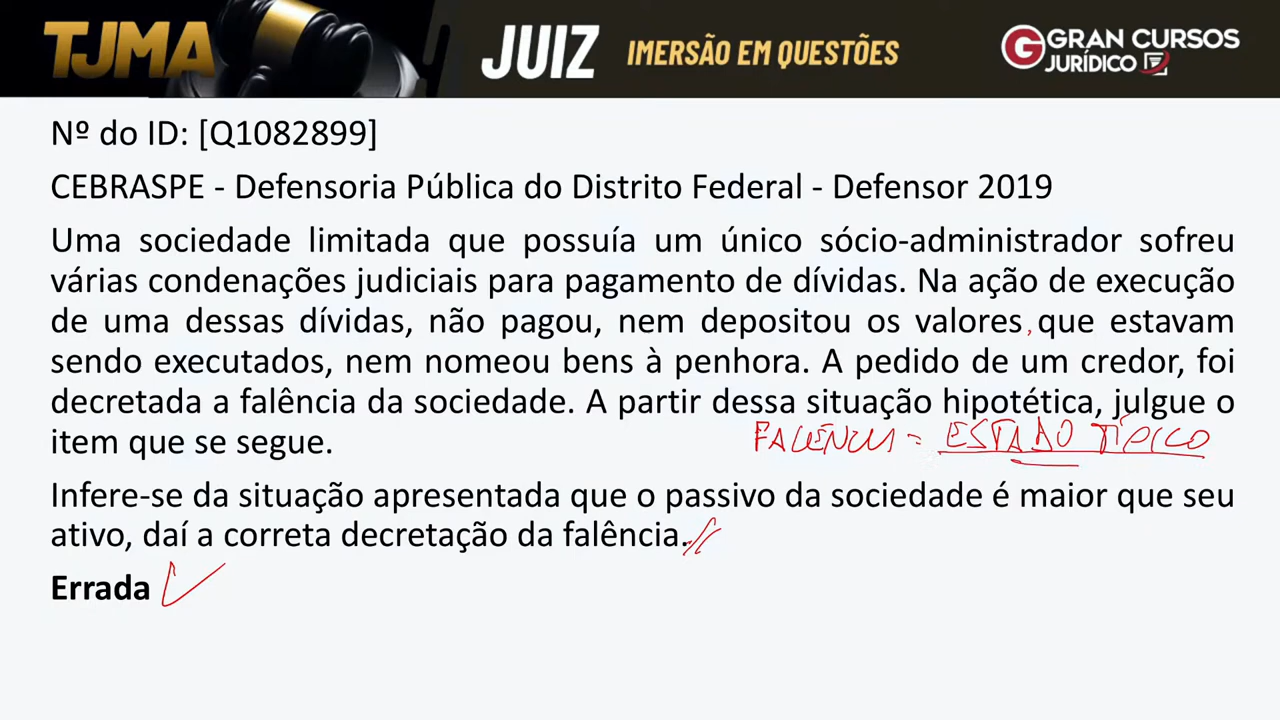 TJMA
JUIZ
IMERSÃO EM QUESTÕES
GRAN CURSOS
JURÍDICO
Nº do ID: [Q1082899]
CEBRASPE - Defensoria Pública do Distrito Federal - Defensor 2019
Uma sociedade limitada que possuía um único sócio-administrador sofreu
várias condenações judiciais para pagamento de dívidas. Na ação de execução
de uma dessas dívidas, não pagou, nem depositou os valores, que estavam
sendo executados, nem nomeou bens à penhora. A pedido de um credor, foi
decretada a falência da sociedade. A partir dessa situação hipotética, julgue o
item que se segue.
FALÊNCIA = ESTADO TÍPICO
Infere-se da situação apresentada que o passivo da sociedade é maior que seu
ativo, daí a correta decretação da falência.
Errada